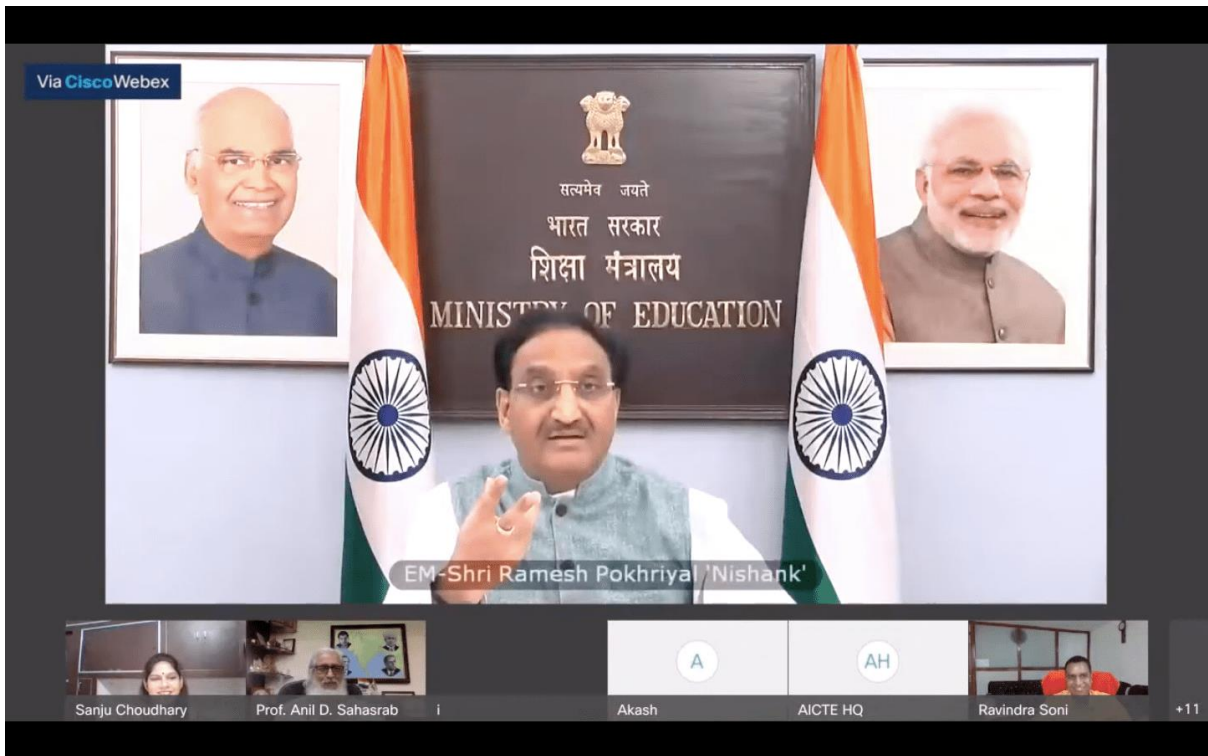 Via CiscoWebex
सत्यमेव जयते
भारत सरकार
शिक्षा मंत्रालय
MINISTRY OF EDUCATION
EM-Shri Ramesh Pokhriyal 'Nishank'
A
AH
Sanju Choudhary
Prof. Anil D. Sahasrab
i
Akash
AICTE HQ
Ravindra Soni
+11